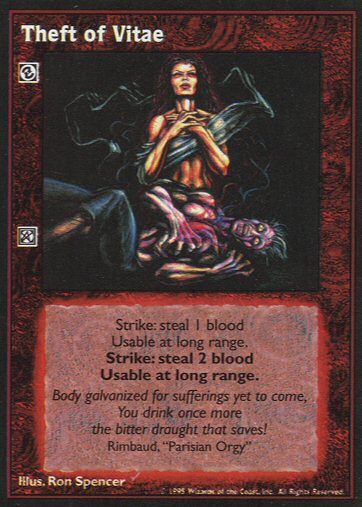 Theft of Vitae
Strike: steal 1 blood
Usable at long range.
Strike: steal 2 blood
Usable at long range.
Body galvanized for sufferings yet to come,
You drink once more
the bitter draught that saves!
Rimbaud, "Parisian Orgy"
Illus. Ron Spencer
© 1995 Wizards of the Coast, Inc. All Rights Reserved.